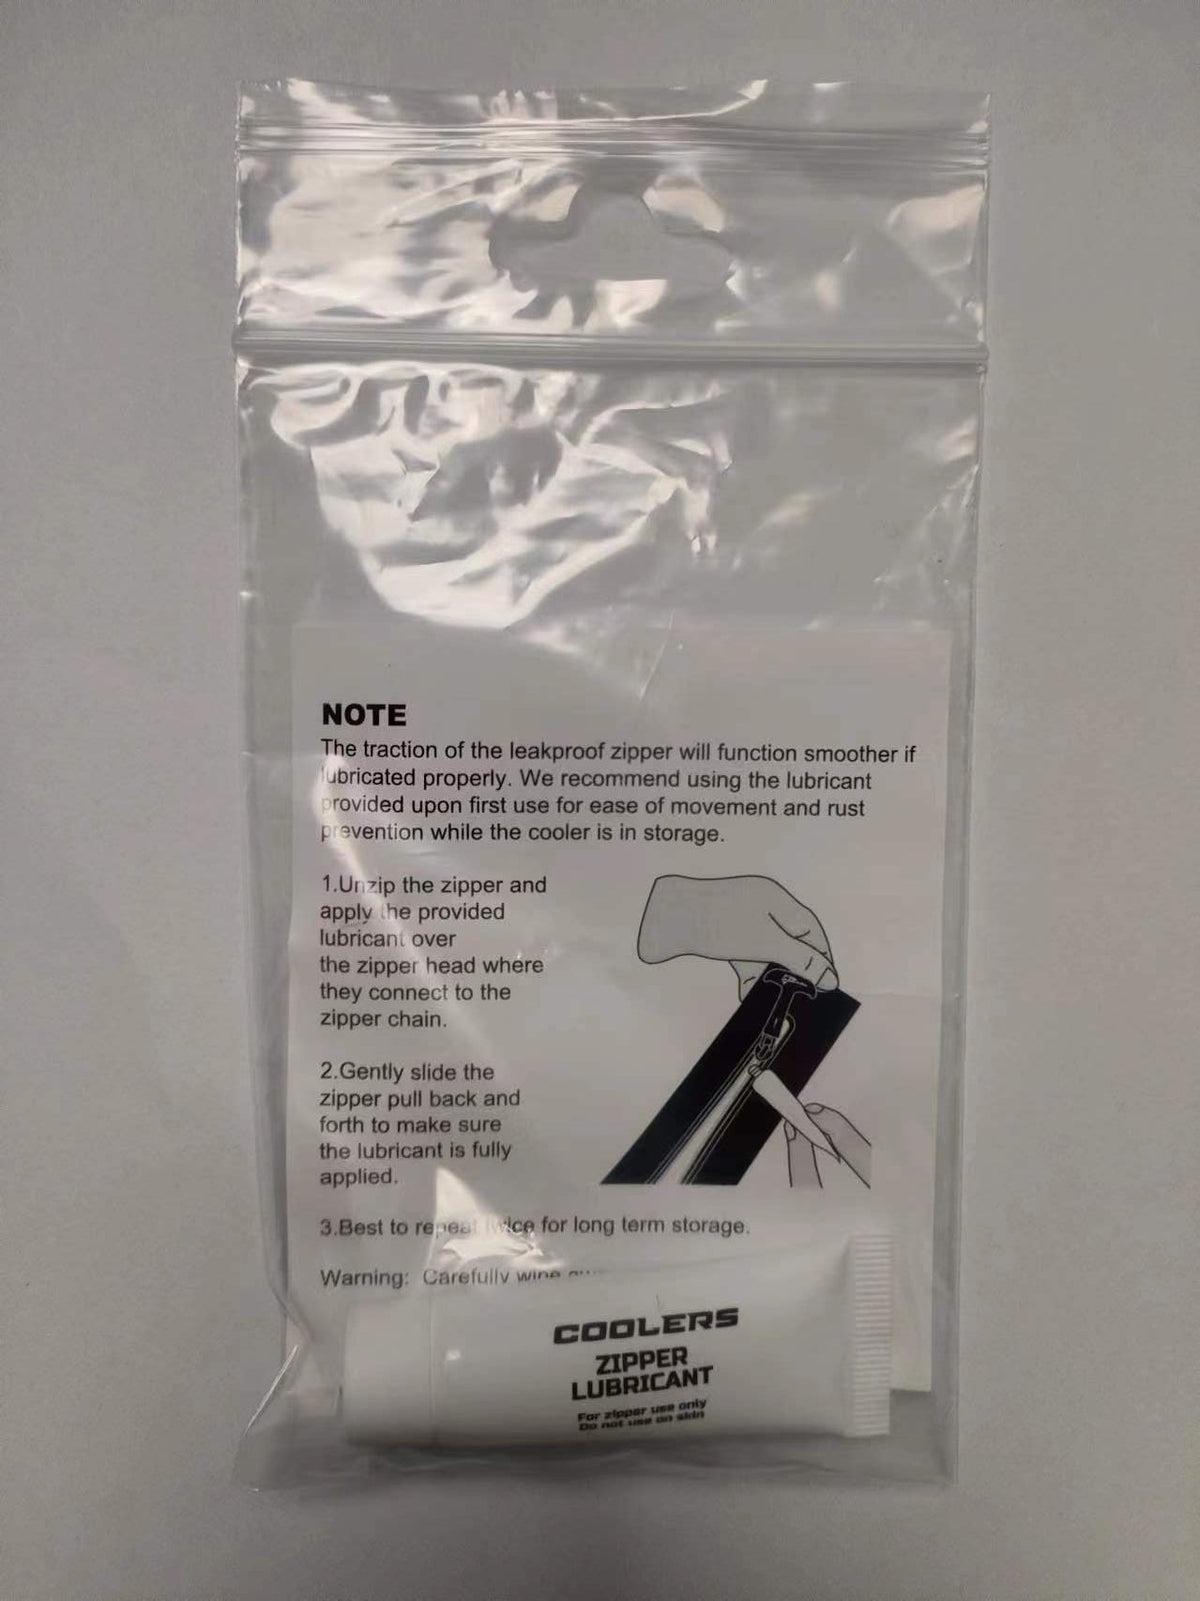 NOTE
The traction of the leakproof zipper will function smoother if
lubricated properly. We recommend using the lubricant
provided upon first use for ease of movement and rust
prevention while the cooler is in storage.
1.Unzip the zipper and
apply the provided
lubricant over
the zipper head where
they connect to the
zipper chain.
2.Gently slide the
zipper pull back and
forth to make sure
the lubricant is fully
applied.
3.Best to repeat twice for long term storage.
Warning: Carefully wipe
COOLERS
ZIPPER
LUBRICANT
For zipper use only
Do not use on skin